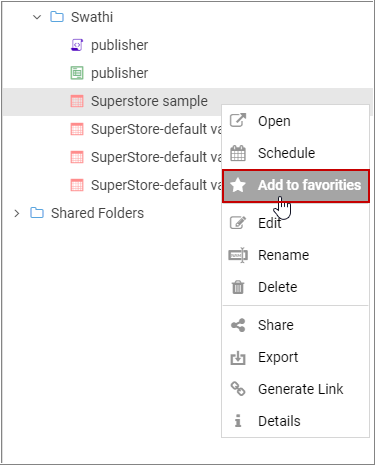 Swathi
publisher
publisher
Superstore sample
SuperStore-default va
SuperStore-default va
SuperStore-default va
Shared Folders
Open
Schedule
Add to favorities
Edit
Rename
Delete
Share
Export
Generate Link
Details